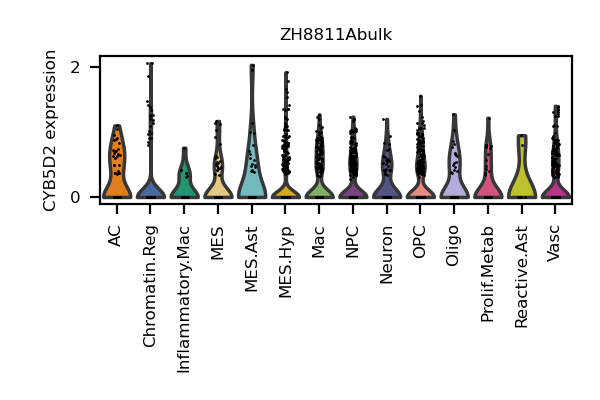 ZH8811Abulk
CYB5D2 expression
2
0
AC
Chromatin.Reg
Inflammatory.Mac
MES
MES.Ast
MES.Hyp
Mac
NPC
Neuron
OPC
Oligo
Prolif.Metab
Reactive.Ast
Vasc